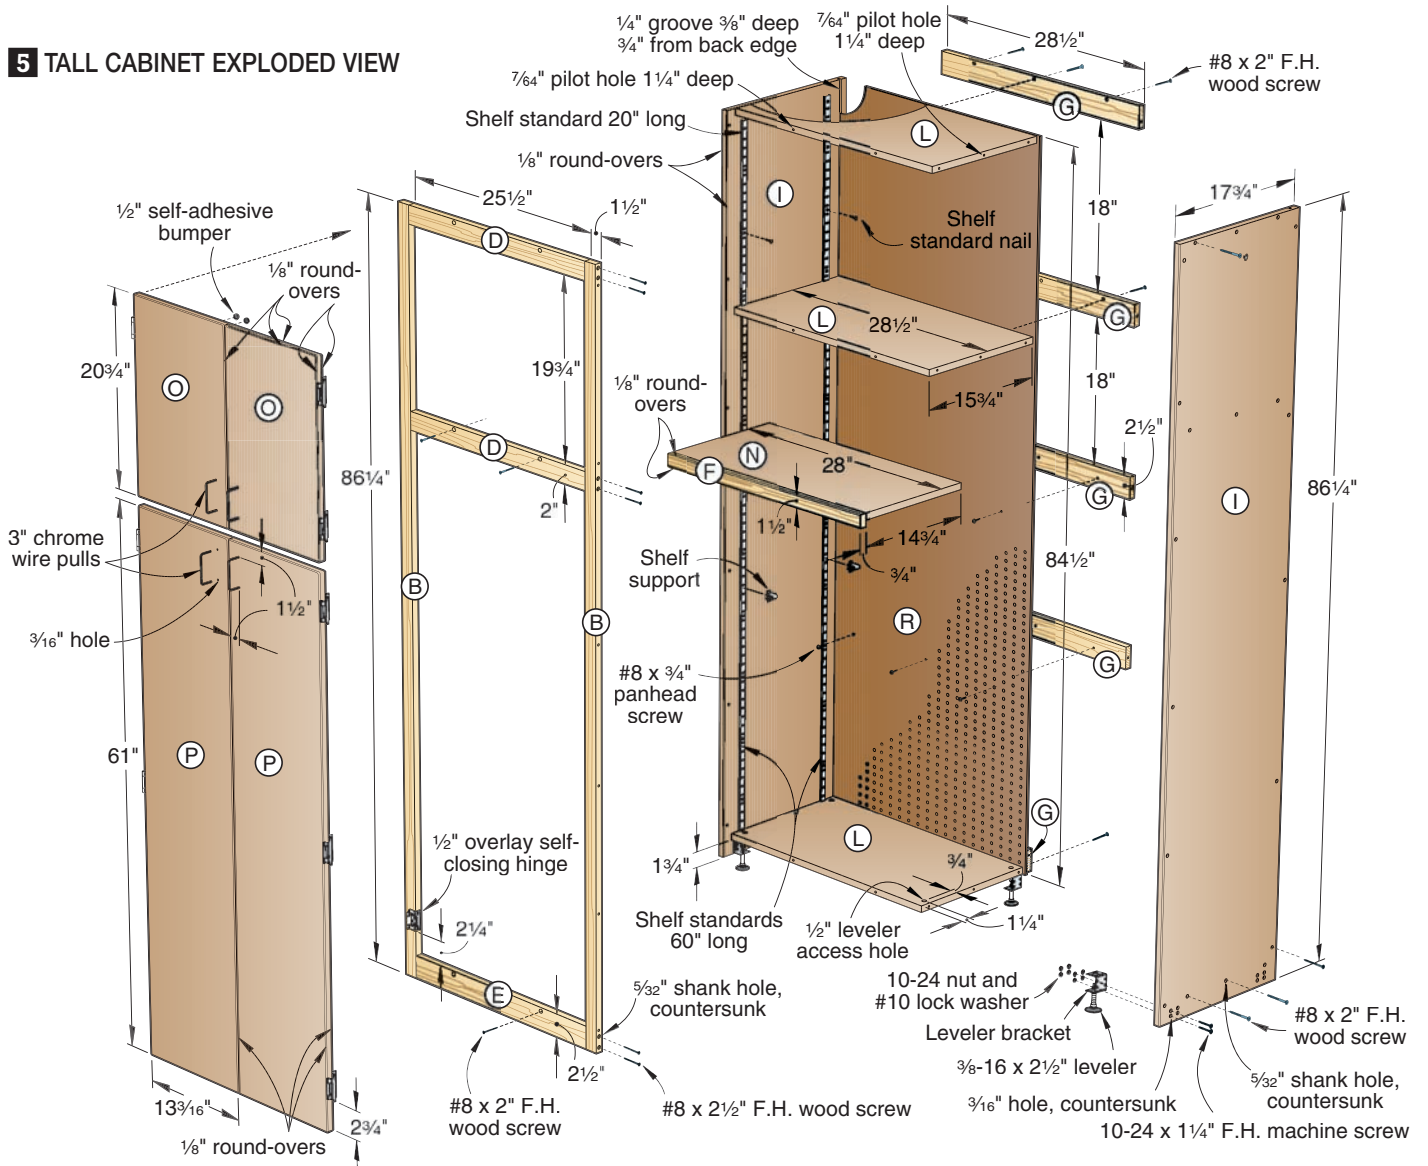 5 TALL CABINET EXPLODED VIEW
¼" groove ⅜" deep
¾" from back edge
7⁄64" pilot hole
1¼" deep
28½"
#8 x 2" F.H.
wood screw
7⁄64" pilot hole 1¼" deep
G
Shelf standard 20" long
L
⅛" round-overs
I
18"
17¾"
½" self-adhesive
bumper
25½"
1½"
D
Shelf
standard nail
⅛" round-
overs
L
28½"
G
20¾"
O
O
19¾"
⅛" round-
overs
15¾"
18"
2½"
D
N
28"
F
G
86¼"
2"
1½"
I
86¼"
3" chrome
wire pulls
14¾"
¾"
Shelf
support
84½"
B
B
1½"
3⁄16" hole
R
#8 x ¾"
panhead
screw
G
61"
P
P
G
L
½" overlay self-
closing hinge
1¾"
¾"
2¼"
Shelf standards
60" long
½" leveler
access hole
1¼"
E
5⁄32" shank hole,
countersunk
10-24 nut and
#10 lock washer
Leveler bracket
⅜-16 x 2½" leveler
#8 x 2" F.H.
wood screw
2½"
13 3⁄16"
2¾"
#8 x 2" F.H.
wood screw
#8 x 2½" F.H. wood screw
3⁄16" hole, countersunk
5⁄32" shank hole,
countersunk
⅛" round-overs
10-24 x 1¼" F.H. machine screw